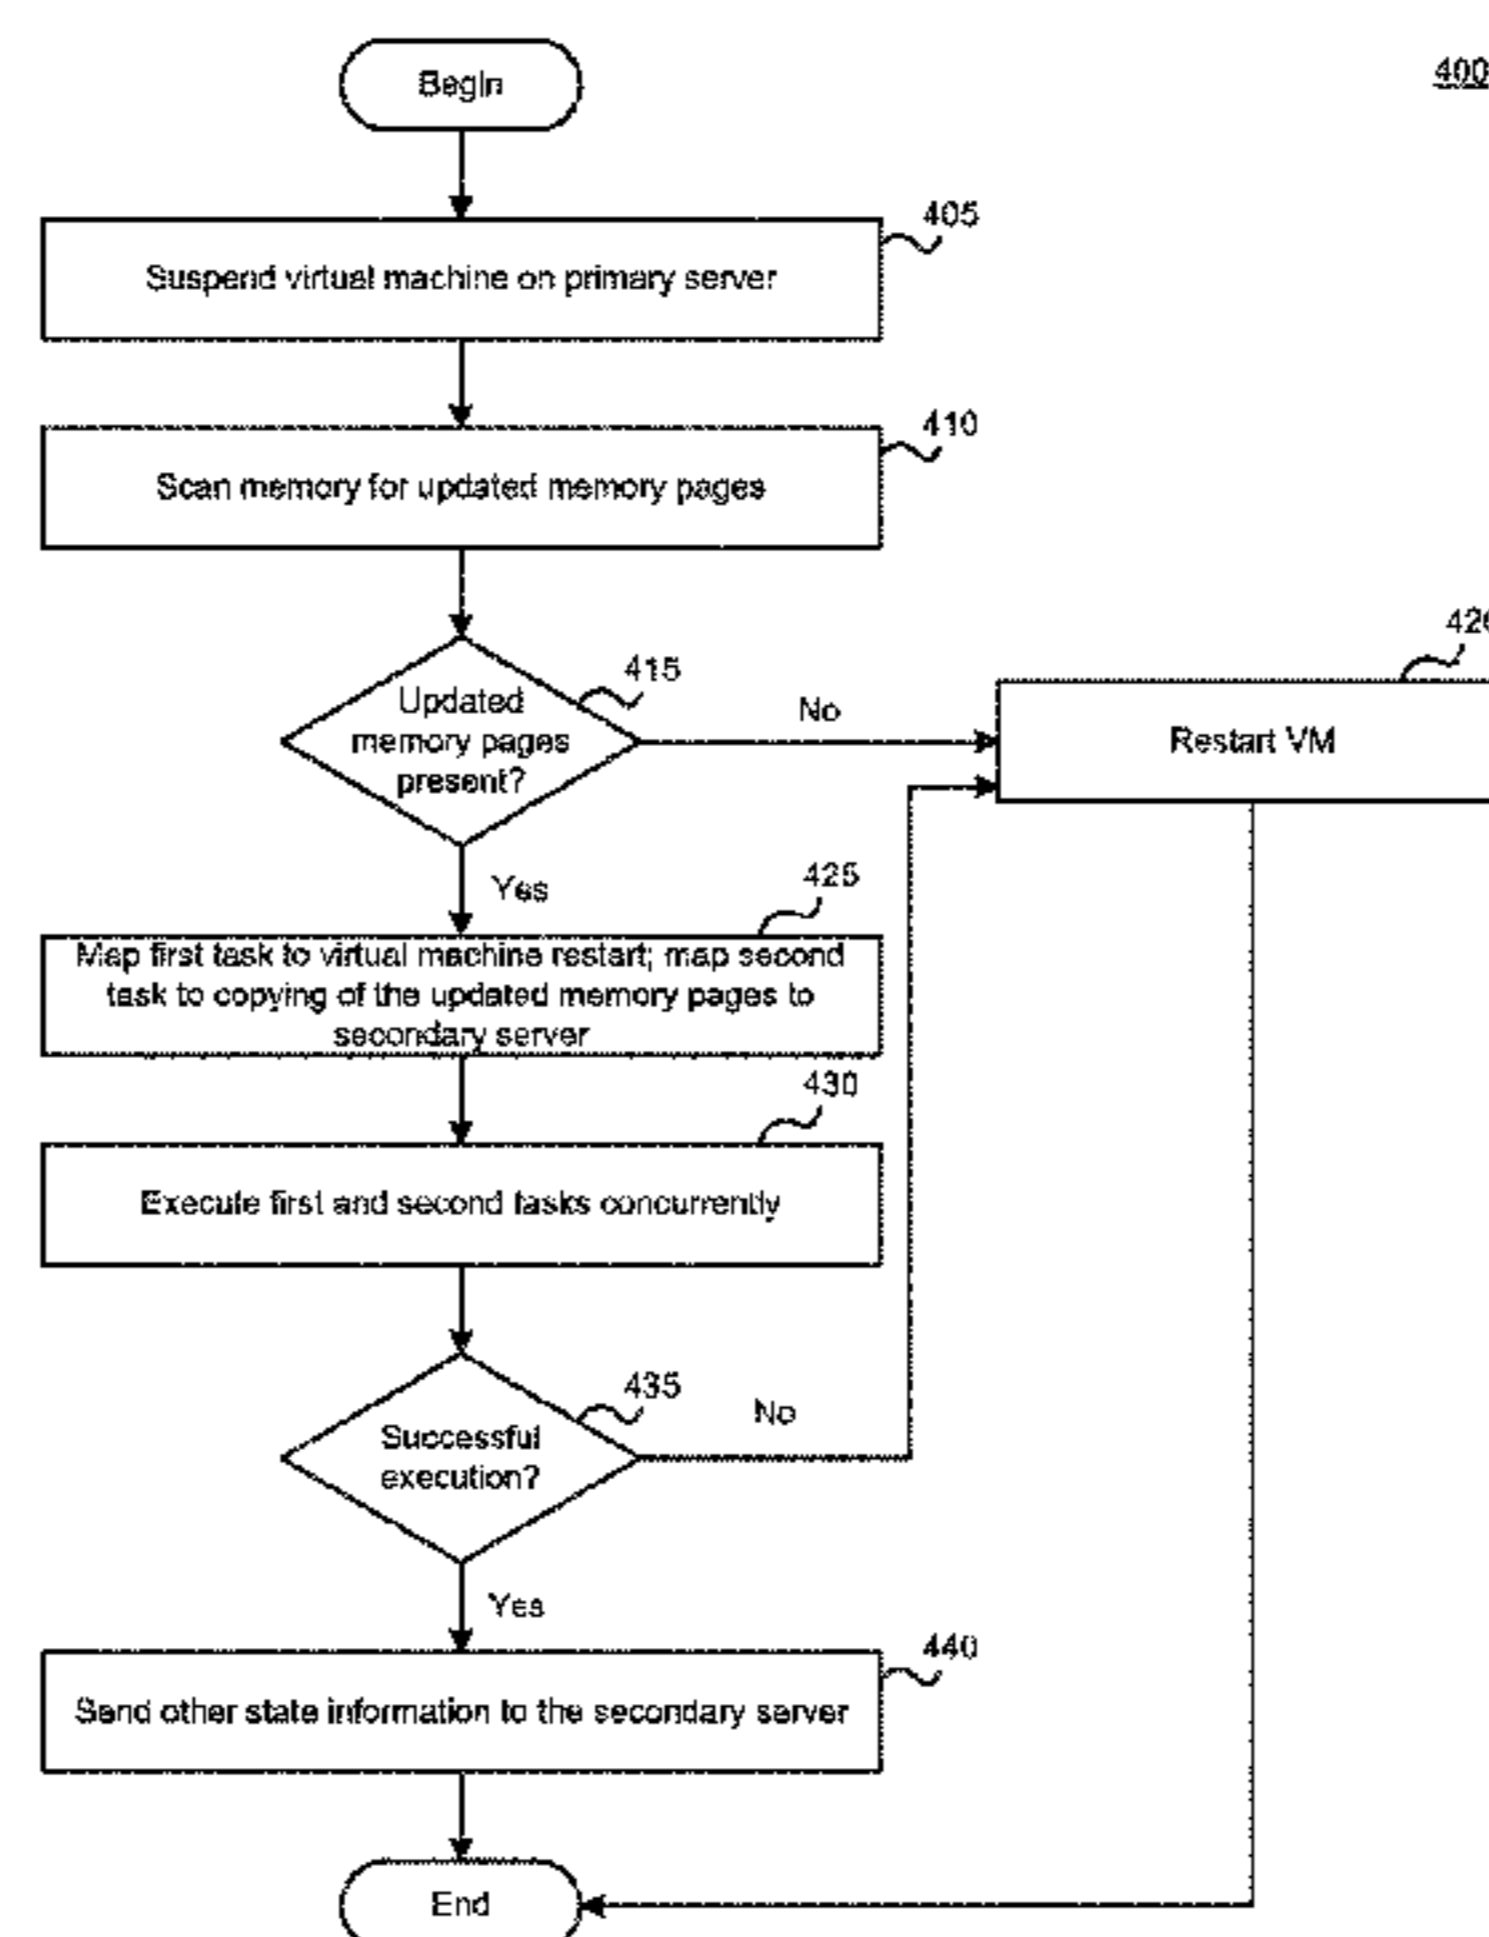 Begin
400
405
Suspend virtual machine on primary server
410
Scan memory for updated memory pages
415
Updated
memory pages
present?
No
Restart VM
Yes
425
Map first task to virtual machine restart; map second
task to copying of the updated memory pages to
secondary server
430
Execute first and second tasks concurrently
435
Successful
execution?
No
Yes
440
Send other state information to the secondary server
End